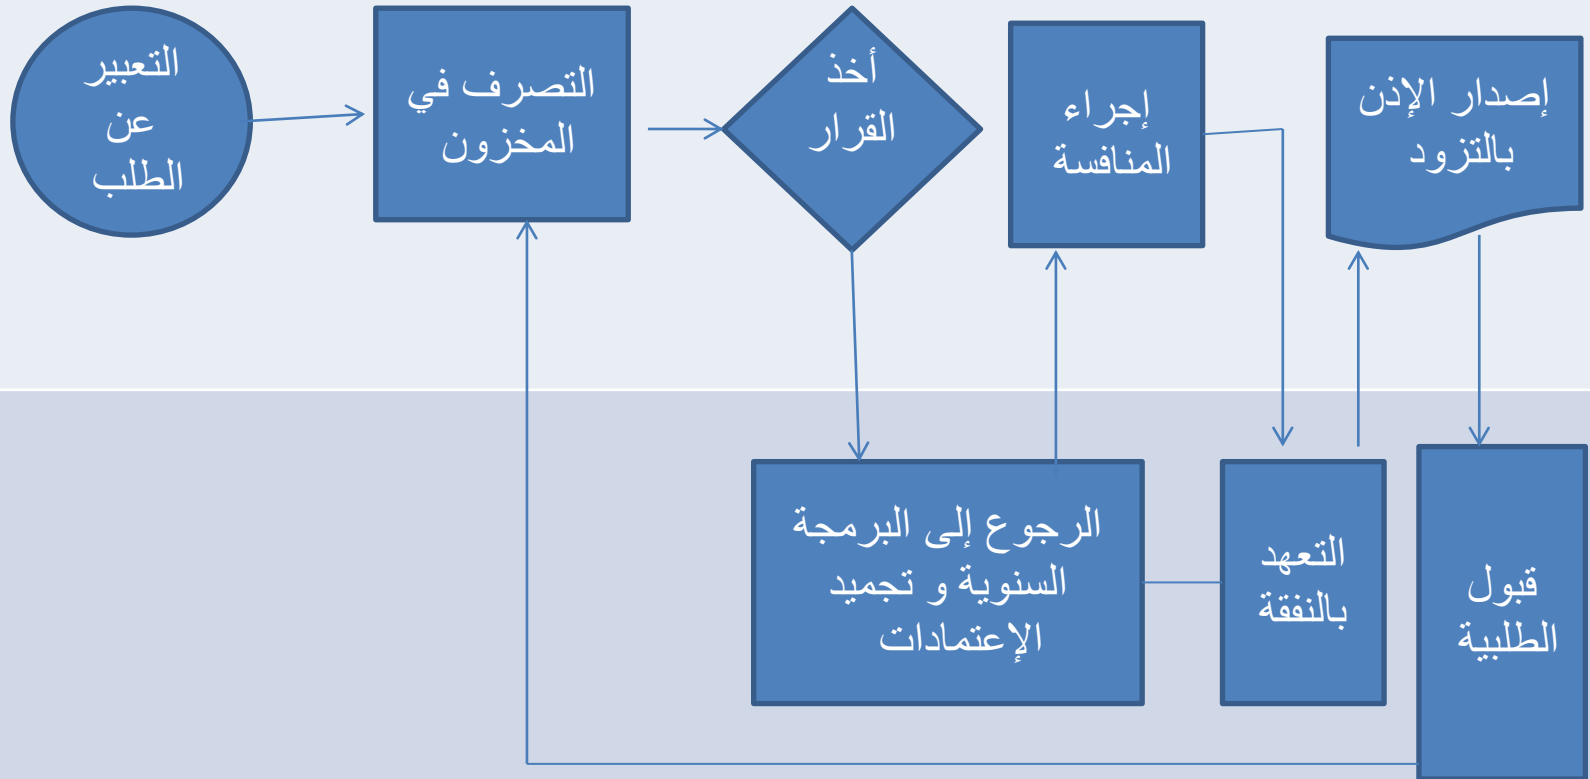 التعبير
عن
الطلب
التصرف في
المخزون
أخذ
القرار
إجراء
المنافسة
إصدار الإذن
بالتزود
الرجوع إلى البرمجة
السنوية و تجميد
الإعتمادات
التعهد
بالنفقة
قبول
الطلبية